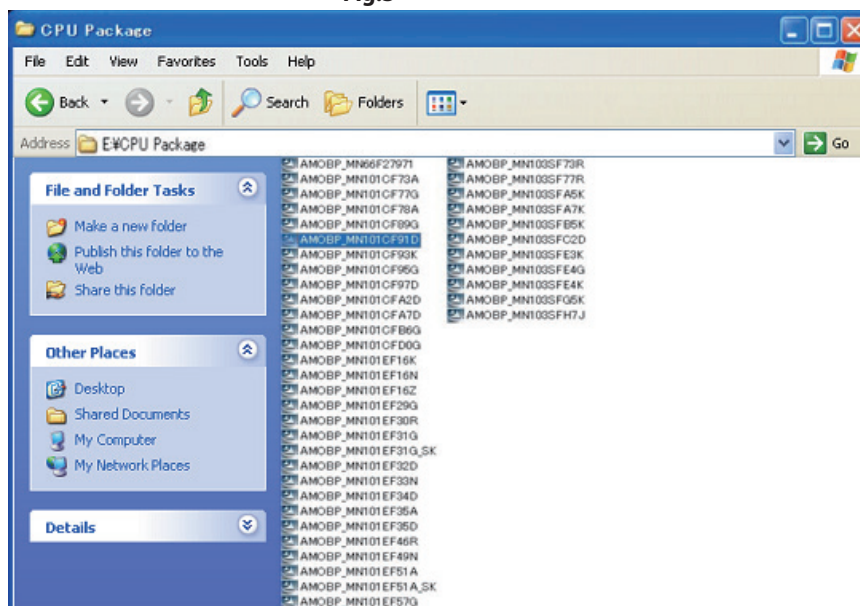 CPU Package
File Edit View Favorites Tools Help
Back Search Folders
Address E¥CPU Package Go
File and Folder Tasks
Make a new folder
Publish this folder to the
Web
Share this folder
Other Places
Desktop
Shared Documents
My Computer
My Network Places
Details
AMOBP_MN66F27971
AMOBP_MN101CF73A
AMOBP_MN101CF77G
AMOBP_MN101CF78A
AMOBP_MN101CF89G
AMOBP_MN101CF91D
AMOBP_MN101CF93K
AMOBP_MN101CF95G
AMOBP_MN101CF97D
AMOBP_MN101CFA2D
AMOBP_MN101CFA7D
AMOBP_MN101CFB6G
AMOBP_MN101CFD0G
AMOBP_MN101EF16K
AMOBP_MN101EF16N
AMOBP_MN101EF16Z
AMOBP_MN101EF29G
AMOBP_MN101EF30R
AMOBP_MN101EF31G
AMOBP_MN101EF31G_SK
AMOBP_MN101EF32D
AMOBP_MN101EF33N
AMOBP_MN101EF34D
AMOBP_MN101EF35A
AMOBP_MN101EF35D
AMOBP_MN101EF46R
AMOBP_MN101EF49N
AMOBP_MN101EF51A
AMOBP_MN101EF51A_SK
AMOBP_MN101EF57G
AMOBP_MN103SF73R
AMOBP_MN103SF77R
AMOBP_MN103SFA5K
AMOBP_MN103SFA7K
AMOBP_MN103SFB5K
AMOBP_MN103SFC2D
AMOBP_MN103SFE3K
AMOBP_MN103SFE4G
AMOBP_MN103SFE4K
AMOBP_MN103SFG5K
AMOBP_MN103SFH7J